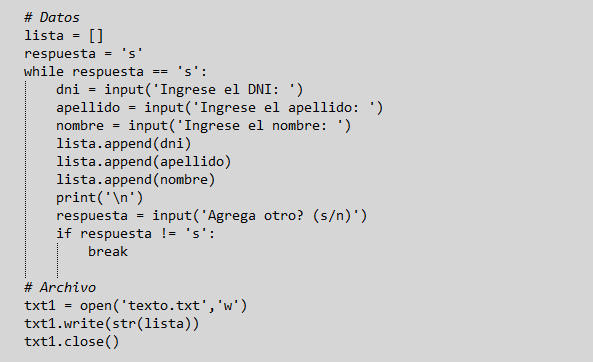 # Datos
lista = []
respuesta = 's'
while respuesta == 's':
    dni = input('Ingrese el DNI: ')
    apellido = input('Ingrese el apellido: ')
    nombre = input('Ingrese el nombre: ')
    lista.append(dni)
    lista.append(apellido)
    lista.append(nombre)
    print('\n')
    respuesta = input('Agrega otro? (s/n)')
    if respuesta != 's':
        break
# Archivo
txt1 = open('texto.txt','w')
txt1.write(str(lista))
txt1.close()